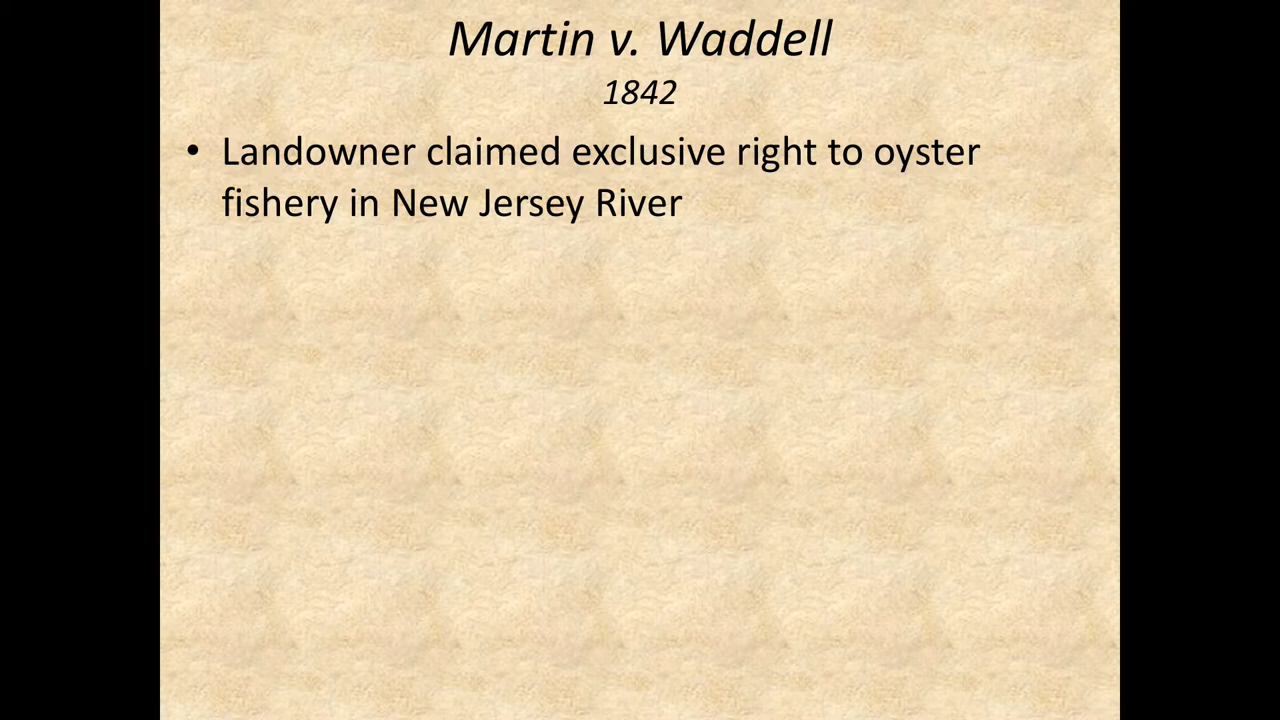 Martin v. Waddell
1842
• Landowner claimed exclusive right to oyster
fishery in New Jersey River